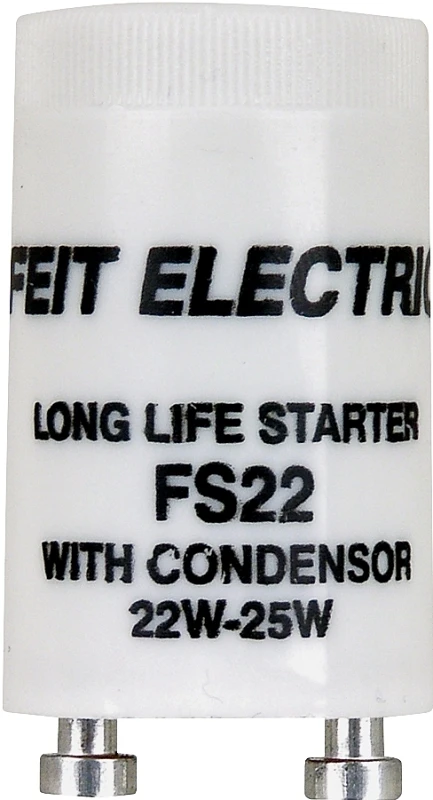 FEIT ELECTRIC
LONG LIFE STARTER
FS22
WITH CONDENSOR
22W-25W